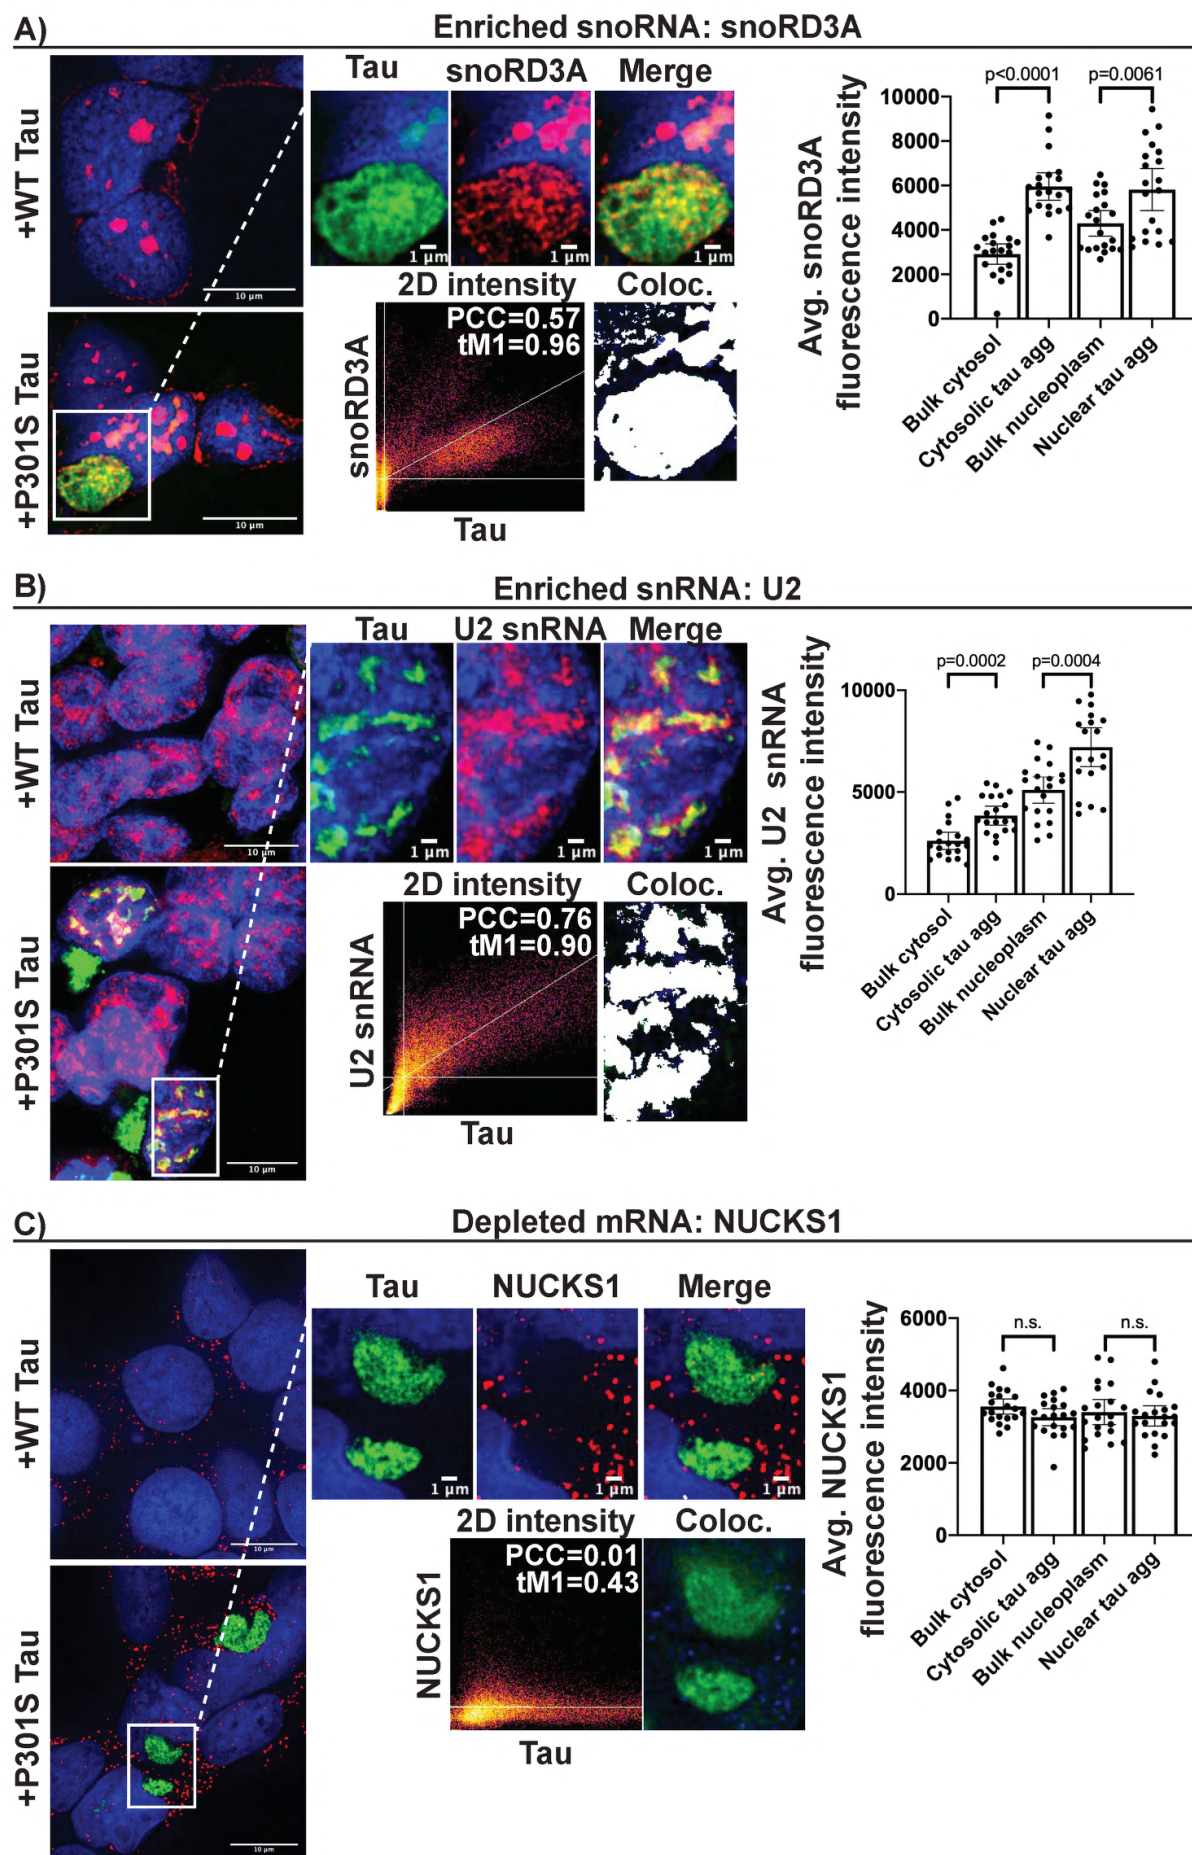 A)
Enriched snoRNA: snoRD3A
+WT Tau
+P301S Tau
10 μm
10 μm
Tau
snoRD3A
Merge
1 μm
1 μm
1 μm
2D intensity
Coloc.
PCC=0.57
tM1=0.96
snoRD3A
Tau
Avg. snoRD3A
fluorescence intensity
p<0.0001
p=0.0061
10000
8000
6000
4000
2000
0
Bulk cytosol
Cytosolic tau agg
Bulk nucleoplasm
Nuclear tau agg
B)
Enriched snRNA: U2
+WT Tau
+P301S Tau
10 μm
10 μm
Tau
U2 snRNA
Merge
1 μm
1 μm
1 μm
2D intensity
Coloc.
PCC=0.76
tM1=0.90
U2 snRNA
Tau
Avg. U2 snRNA
fluorescence intensity
p=0.0002
p=0.0004
10000
5000
0
Bulk cytosol
Cytosolic tau agg
Bulk nucleoplasm
Nuclear tau agg
C)
Depleted mRNA: NUCKS1
+WT Tau
+P301S Tau
10 μm
10 μm
Tau
NUCKS1
Merge
1 μm
1 μm
1 μm
2D intensity
Coloc.
PCC=0.01
tM1=0.43
NUCKS1
Tau
Avg. NUCKS1
fluorescence intensity
n.s.
n.s.
6000
4000
2000
0
Bulk cytosol
Cytosolic tau agg
Bulk nucleoplasm
Nuclear tau agg